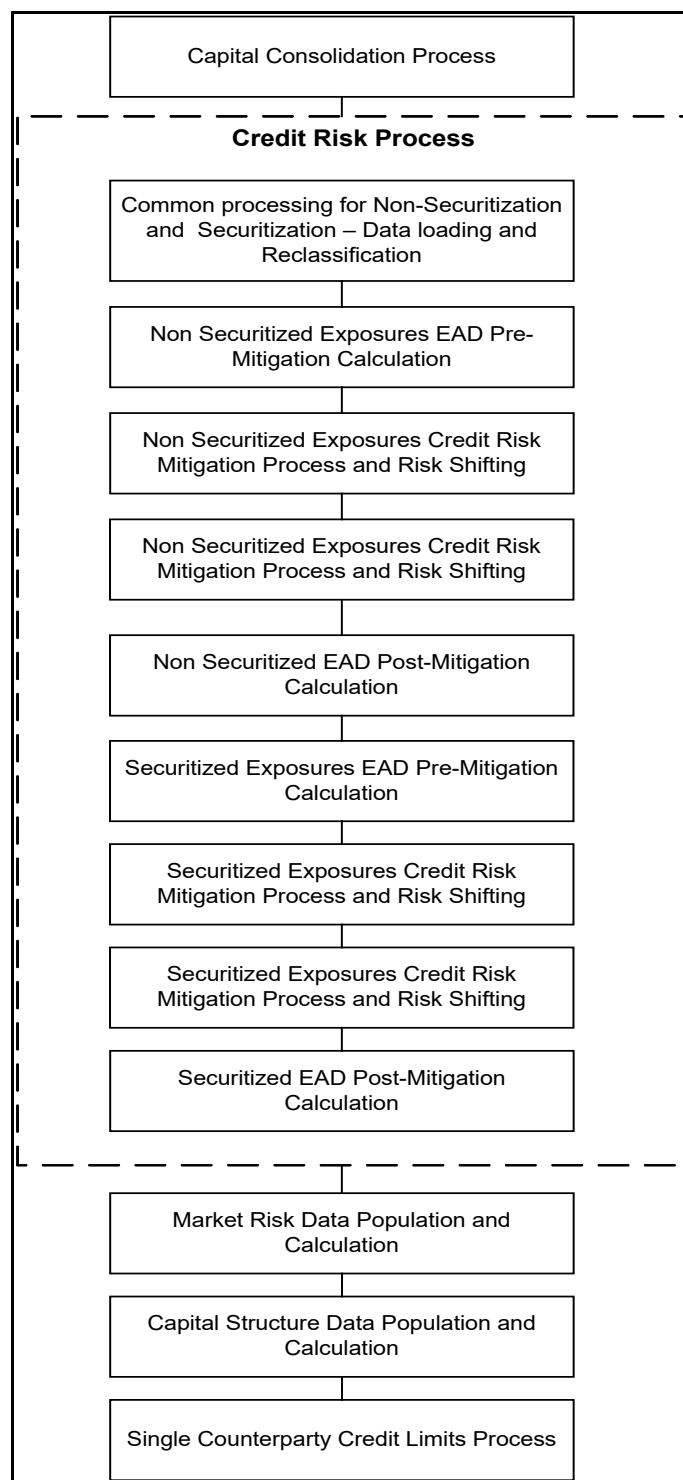 Capital Consolidation Process
Credit Risk Process
Common processing for Non-Securitization
and  Securitization – Data loading and
Reclassification
Non Securitized Exposures EAD Pre-
Mitigation Calculation
Non Securitized Exposures Credit Risk
Mitigation Process and Risk Shifting
Non Securitized Exposures Credit Risk
Mitigation Process and Risk Shifting
Non Securitized EAD Post-Mitigation
Calculation
Securitized Exposures EAD Pre-Mitigation
Calculation
Securitized Exposures Credit Risk
Mitigation Process and Risk Shifting
Securitized Exposures Credit Risk
Mitigation Process and Risk Shifting
Securitized EAD Post-Mitigation
Calculation
Market Risk Data Population and
Calculation
Capital Structure Data Population and
Calculation
Single Counterparty Credit Limits Process